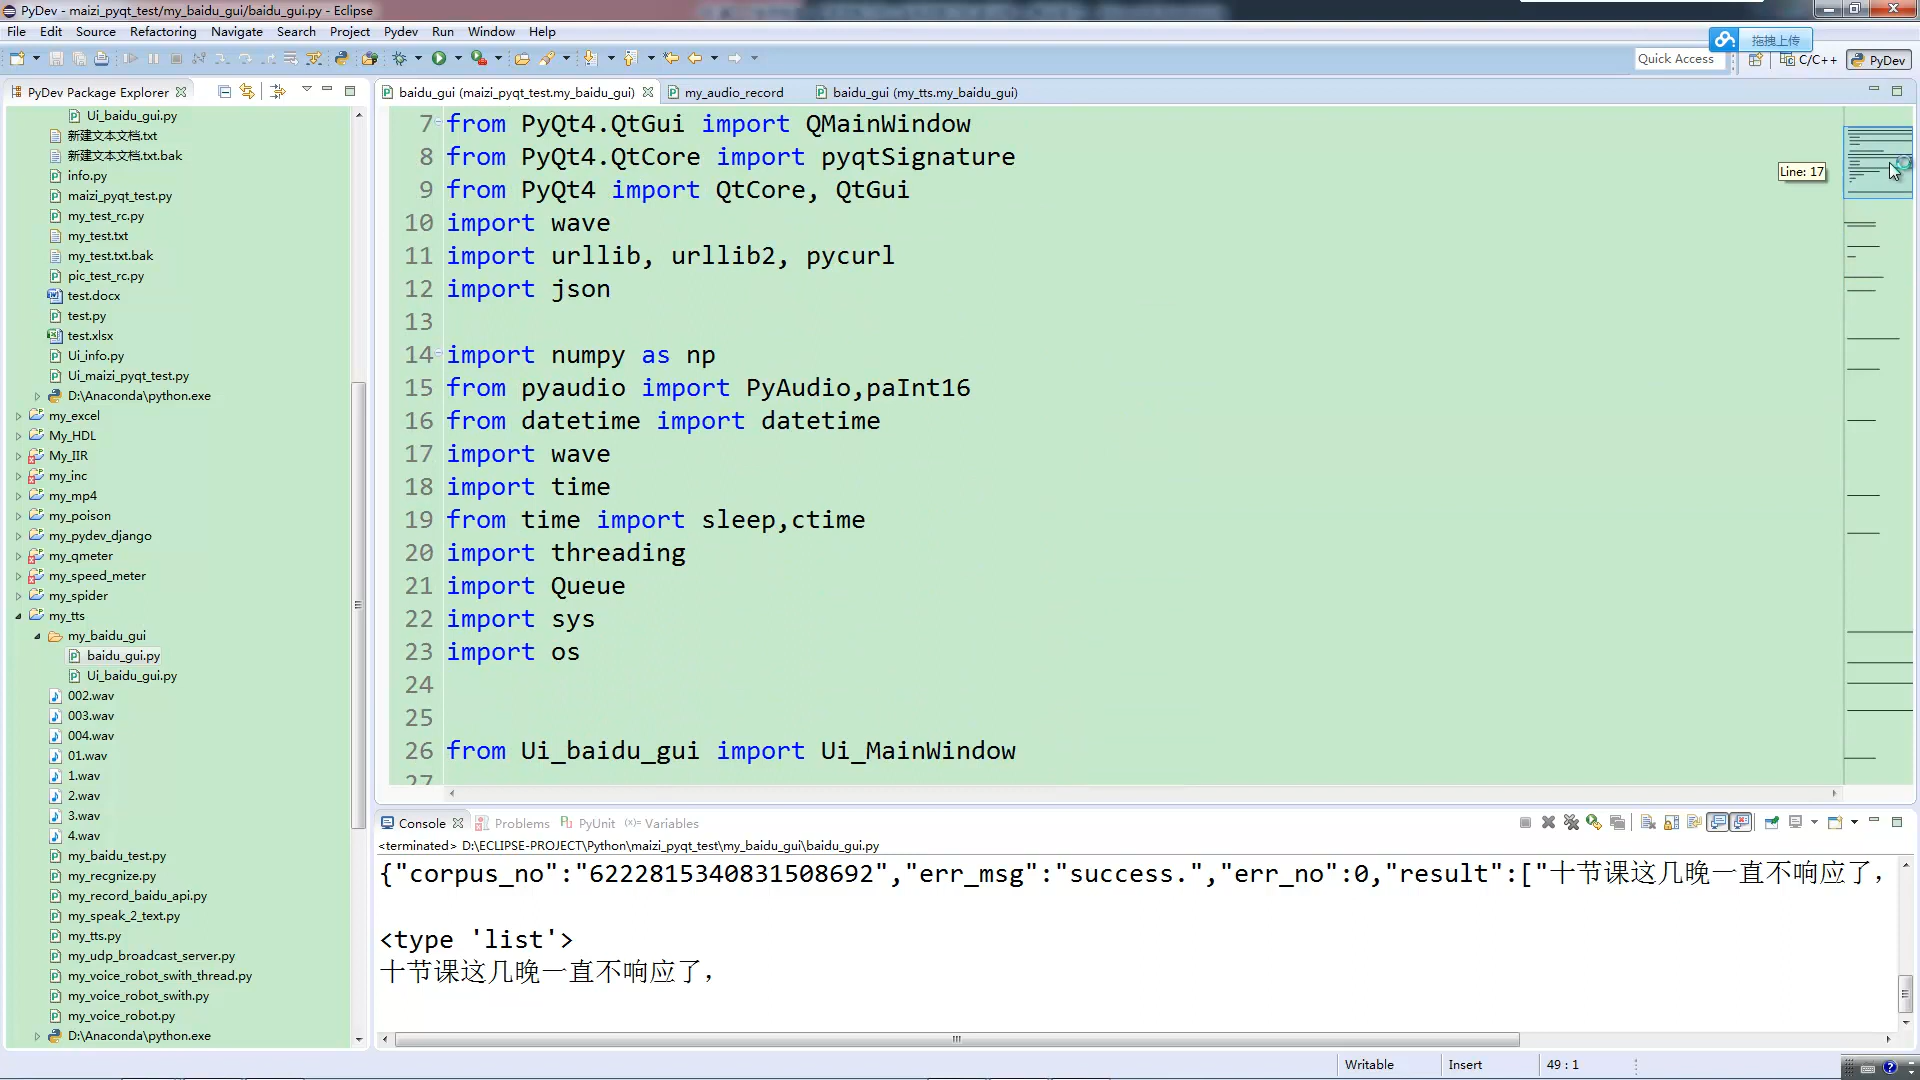 PyDev - maizi_pyqt_test/my_baidu_gui/baidu_gui.py - Eclipse
File Edit Source Refactoring Navigate Search Project Pydev Run Window Help
拖拽上传
Quick Access
C/C++
PyDev
PyDev Package Explorer
Ui_baidu_gui.py
新建文本文档.txt
新建文本文档.txt.bak
info.py
maizi_pyqt_test.py
my_test_rc.py
my_test.txt
my_test.txt.bak
pic_test_rc.py
test.docx
test.py
test.xlsx
Ui_info.py
Ui_maizi_pyqt_test.py
D:\Anaconda\python.exe
my_excel
My_HDL
My_IIR
my_inc
my_mp4
my_poison
my_pydev_django
my_qmeter
my_speed_meter
my_spider
my_tts
my_baidu_gui
baidu_gui.py
Ui_baidu_gui.py
002.wav
003.wav
004.wav
01.wav
1.wav
2.wav
3.wav
4.wav
my_baidu_test.py
my_recgnize.py
my_record_baidu_api.py
my_speak_2_text.py
my_tts.py
my_udp_broadcast_server.py
my_voice_robot_swith_thread.py
my_voice_robot_swith.py
my_voice_robot.py
D:\Anaconda\python.exe
baidu_gui (maizi_pyqt_test.my_baidu_gui) my_audio_record baidu_gui (my_tts.my_baidu_gui)
7 from PyQt4.QtGui import QMainWindow
8 from PyQt4.QtCore import pyqtSignature
9 from PyQt4 import QtCore, QtGui
10 import wave
11 import urllib, urllib2, pycurl
12 import json
13
14 import numpy as np
15 from pyaudio import PyAudio,paInt16
16 from datetime import datetime
17 import wave
18 import time
19 from time import sleep,ctime
20 import threading
21 import Queue
22 import sys
23 import os
24
25
26 from Ui_baidu_gui import Ui_MainWindow
27
Line: 17
Console Problems PyUnit Variables
<terminated> D:\ECLIPSE-PROJECT\Python\maizi_pyqt_test\my_baidu_gui\baidu_gui.py
{"corpus_no":"6222815340831508692","err_msg":"success.","err_no":0,"result":["十节课这几晚一直不响应了，
<type 'list'>
十节课这几晚一直不响应了，
Writable Insert 49 : 1